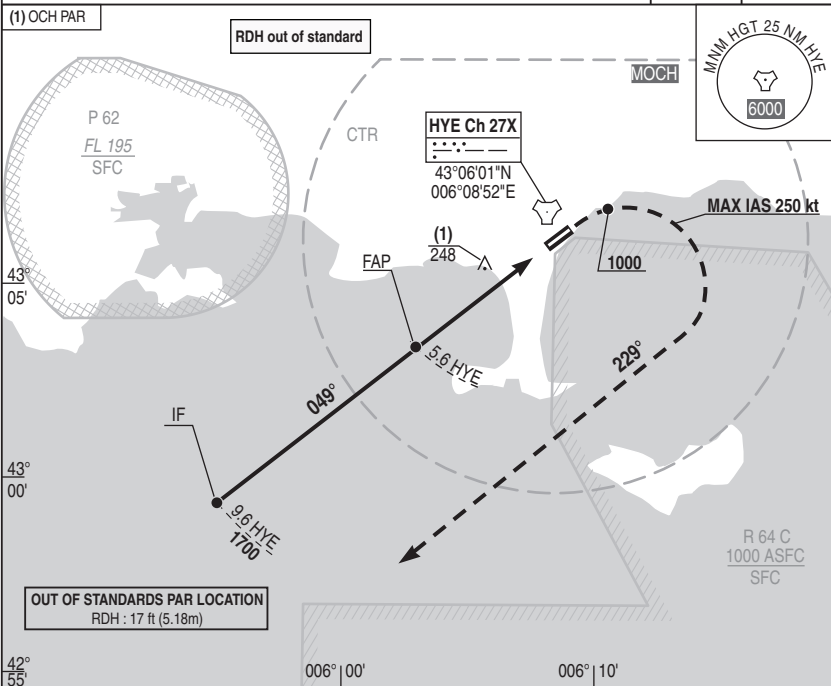 (1) OCH PAR
RDH out of standard
MNM HGT 25 NM HYE
6000
MOCH
P 62
FL 195
SFC
CTR
HYE Ch 27X
43°06'01"N
006°08'52"E
MAX IAS 250 kt
(1)
248
FAP
1000
43°
05'
5.6 HYE
229°
049°
IF
43°
00'
9.6 HYE
1700
R 64 C
1000 ASFC
SFC
OUT OF STANDARDS PAR LOCATION
RDH : 17 ft (5.18m)
42°
55'
006° 00'
006° 10'